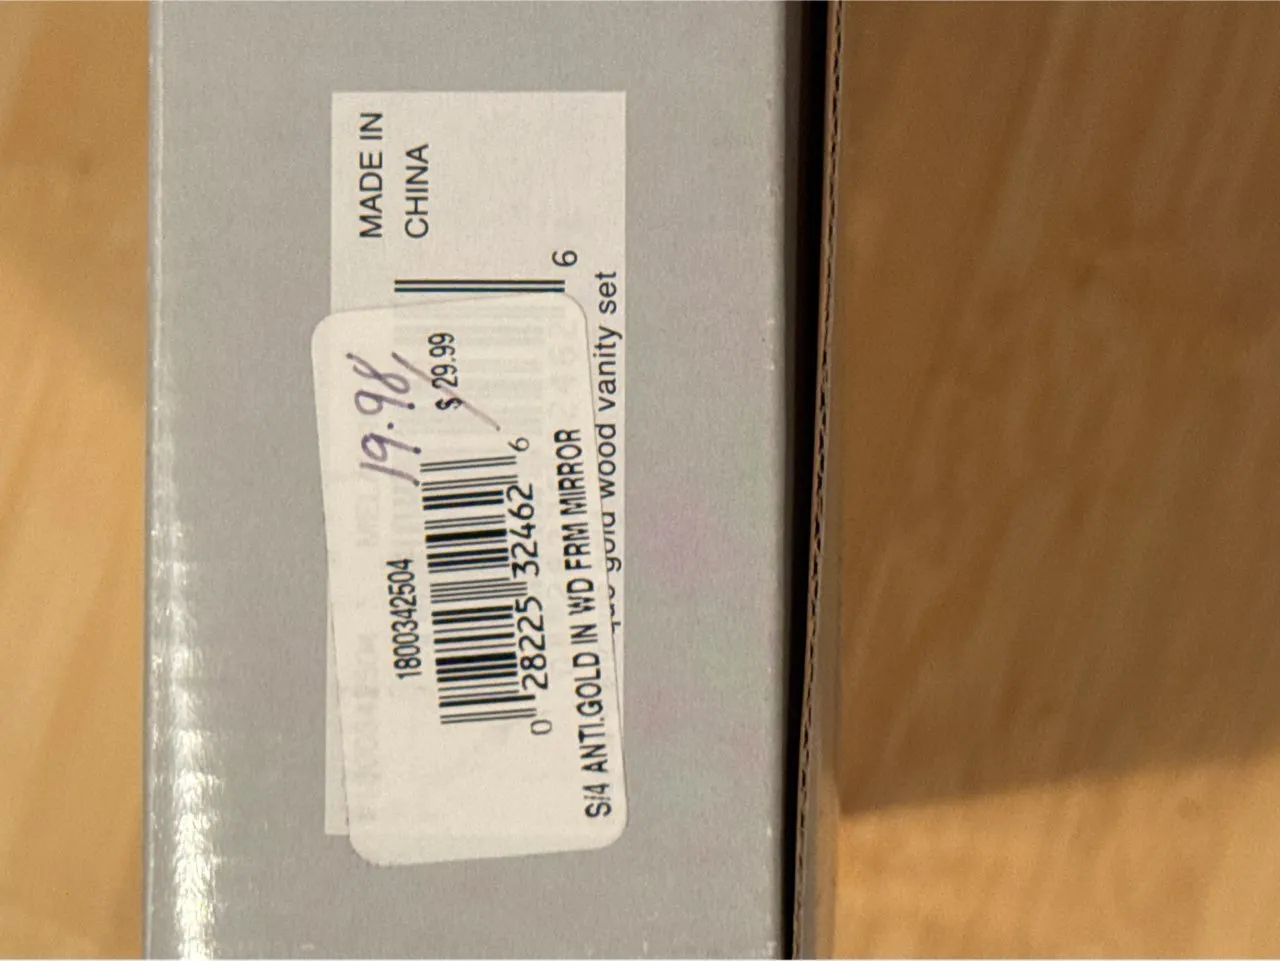 MADE IN
CHINA
6
19.98
$ 29.99
1800342504
0 28225 32462 6
S/4 ANTI.GOLD IN WD FRM MIRROR
gold wood vanity set